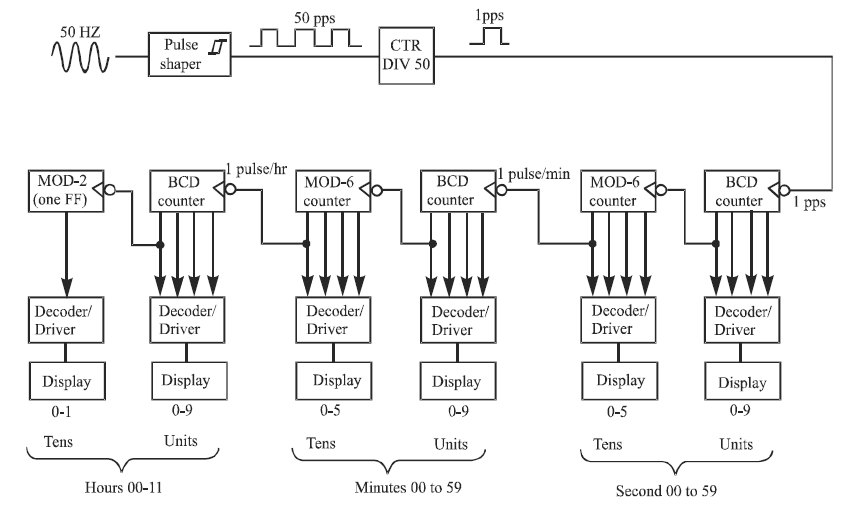 50 HZ
Pulse
shaper
50 pps
CTR
DIV 50
1pps
MOD-2
(one FF)
BCD
counter
1 pulse/hr
MOD-6
counter
BCD
counter
1 pulse/min
MOD-6
counter
BCD
counter
1 pps
Decoder/
Driver
Decoder/
Driver
Decoder/
Driver
Decoder/
Driver
Decoder/
Driver
Decoder/
Driver
Display
Display
Display
Display
Display
Display
0-1
0-9
0-5
0-9
0-5
0-9
Tens
Units
Tens
Units
Tens
Units
Hours 00-11
Minutes 00 to 59
Second 00 to 59